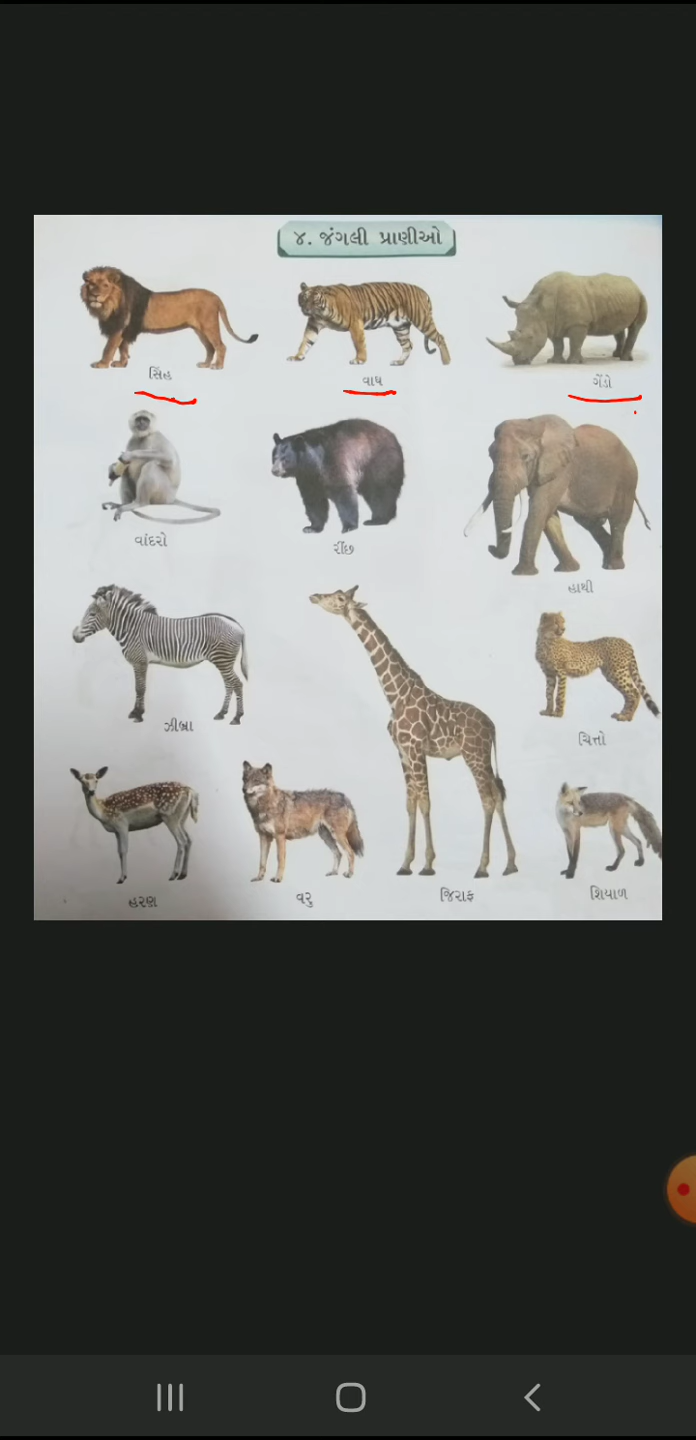 ૪. જંગલી પ્રાણીઓ
સિંહ
વાઘ
ગેંડો
વાંદરો
રીંછ
હાથી
ઝીબ્રા
ચિત્તો
હરણ
વરુ
જિરાફ
શિયાળ